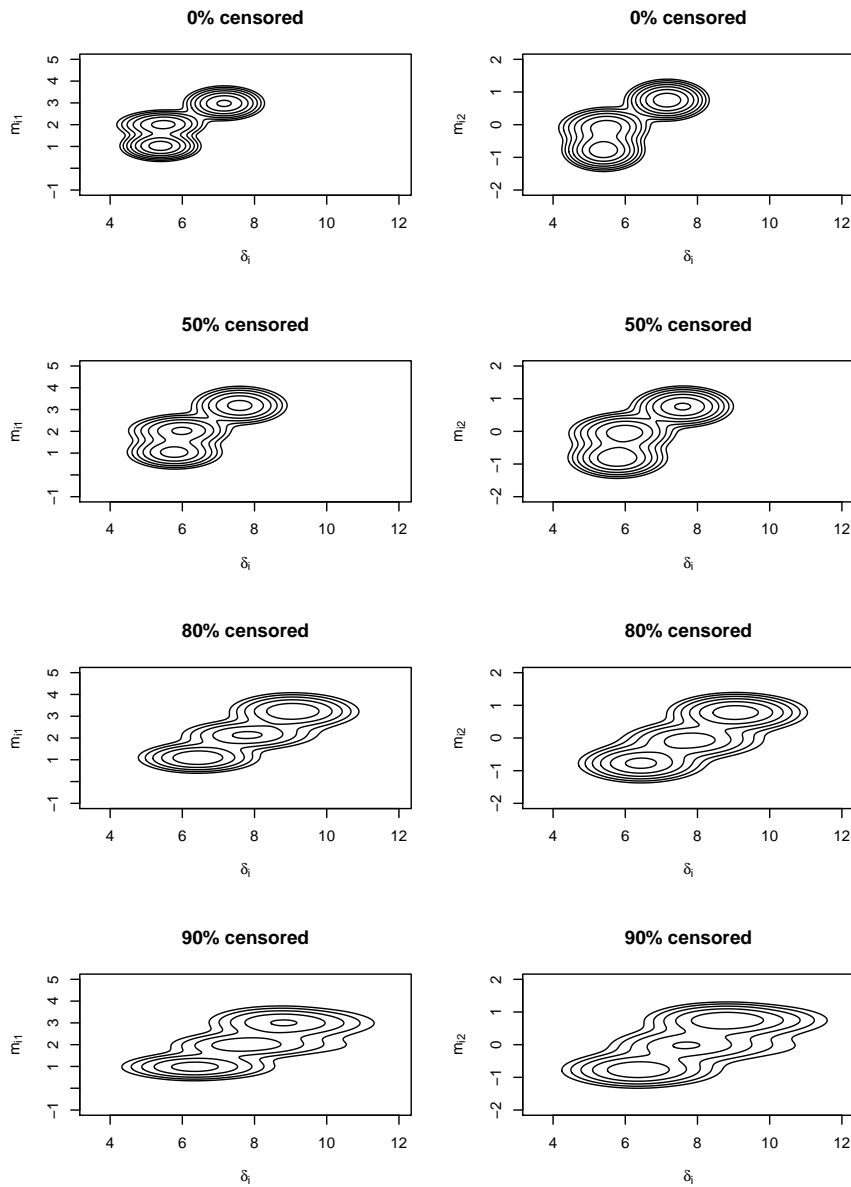 0% censored
5
4
3
2
1
−1
m_i1
4 6 8 10 12
δ_i
0% censored
2
1
0
−1
−2
m_i2
4 6 8 10 12
δ_i
50% censored
5
4
3
2
1
−1
m_i1
4 6 8 10 12
δ_i
50% censored
2
1
0
−1
−2
m_i2
4 6 8 10 12
δ_i
80% censored
5
4
3
2
1
−1
m_i1
4 6 8 10 12
δ_i
80% censored
2
1
0
−1
−2
m_i2
4 6 8 10 12
δ_i
90% censored
5
4
3
2
1
−1
m_i1
4 6 8 10 12
δ_i
90% censored
2
1
0
−1
−2
m_i2
4 6 8 10 12
δ_i